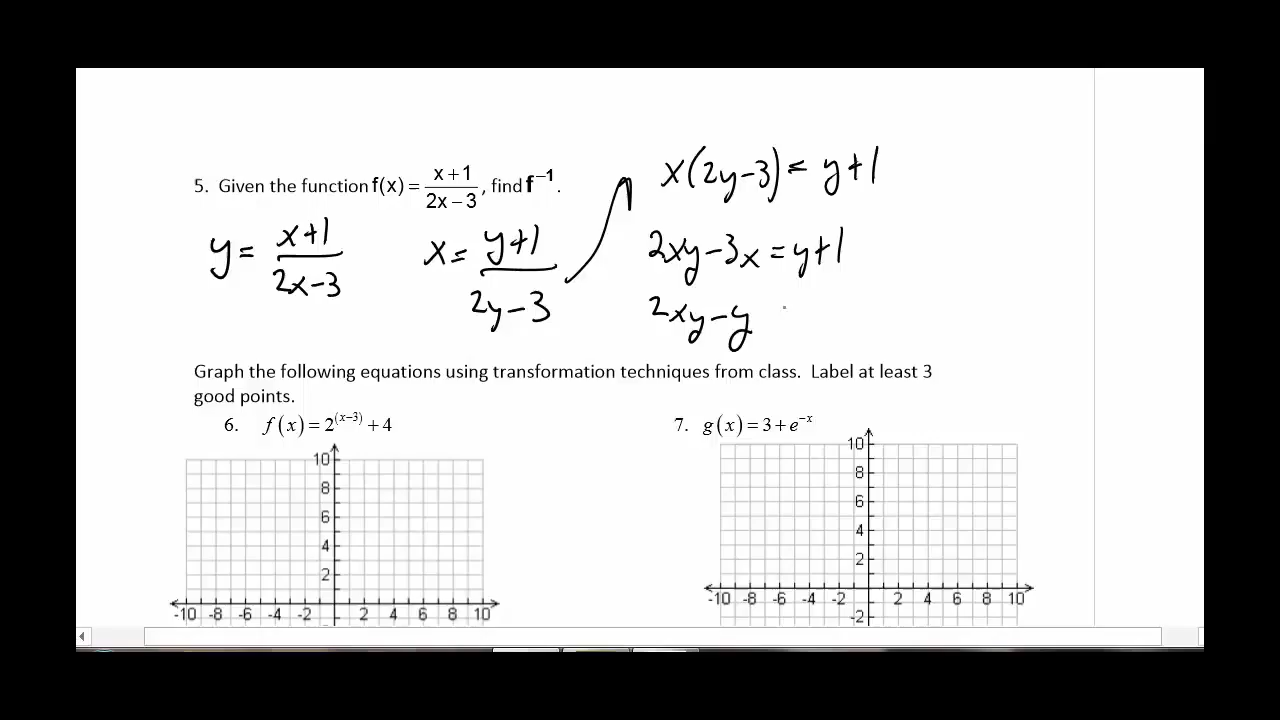 5. Given the function f(x) = x+1 / 2x−3 , find f⁻¹.
y = x+1 / 2x−3
x = y+1 / 2y−3
x(2y−3) = y+1
2xy−3x = y+1
2xy−y
Graph the following equations using transformation techniques from class. Label at least 3
good points.
6. f(x) = 2^(x−3) + 4
7. g(x) = 3 + e^−x
10
8
6
4
2
-10 -8 -6 -4 -2 2 4 6 8 10
10
8
6
4
2
-10 -8 -6 -4 -2 2 4 6 8 10
-2